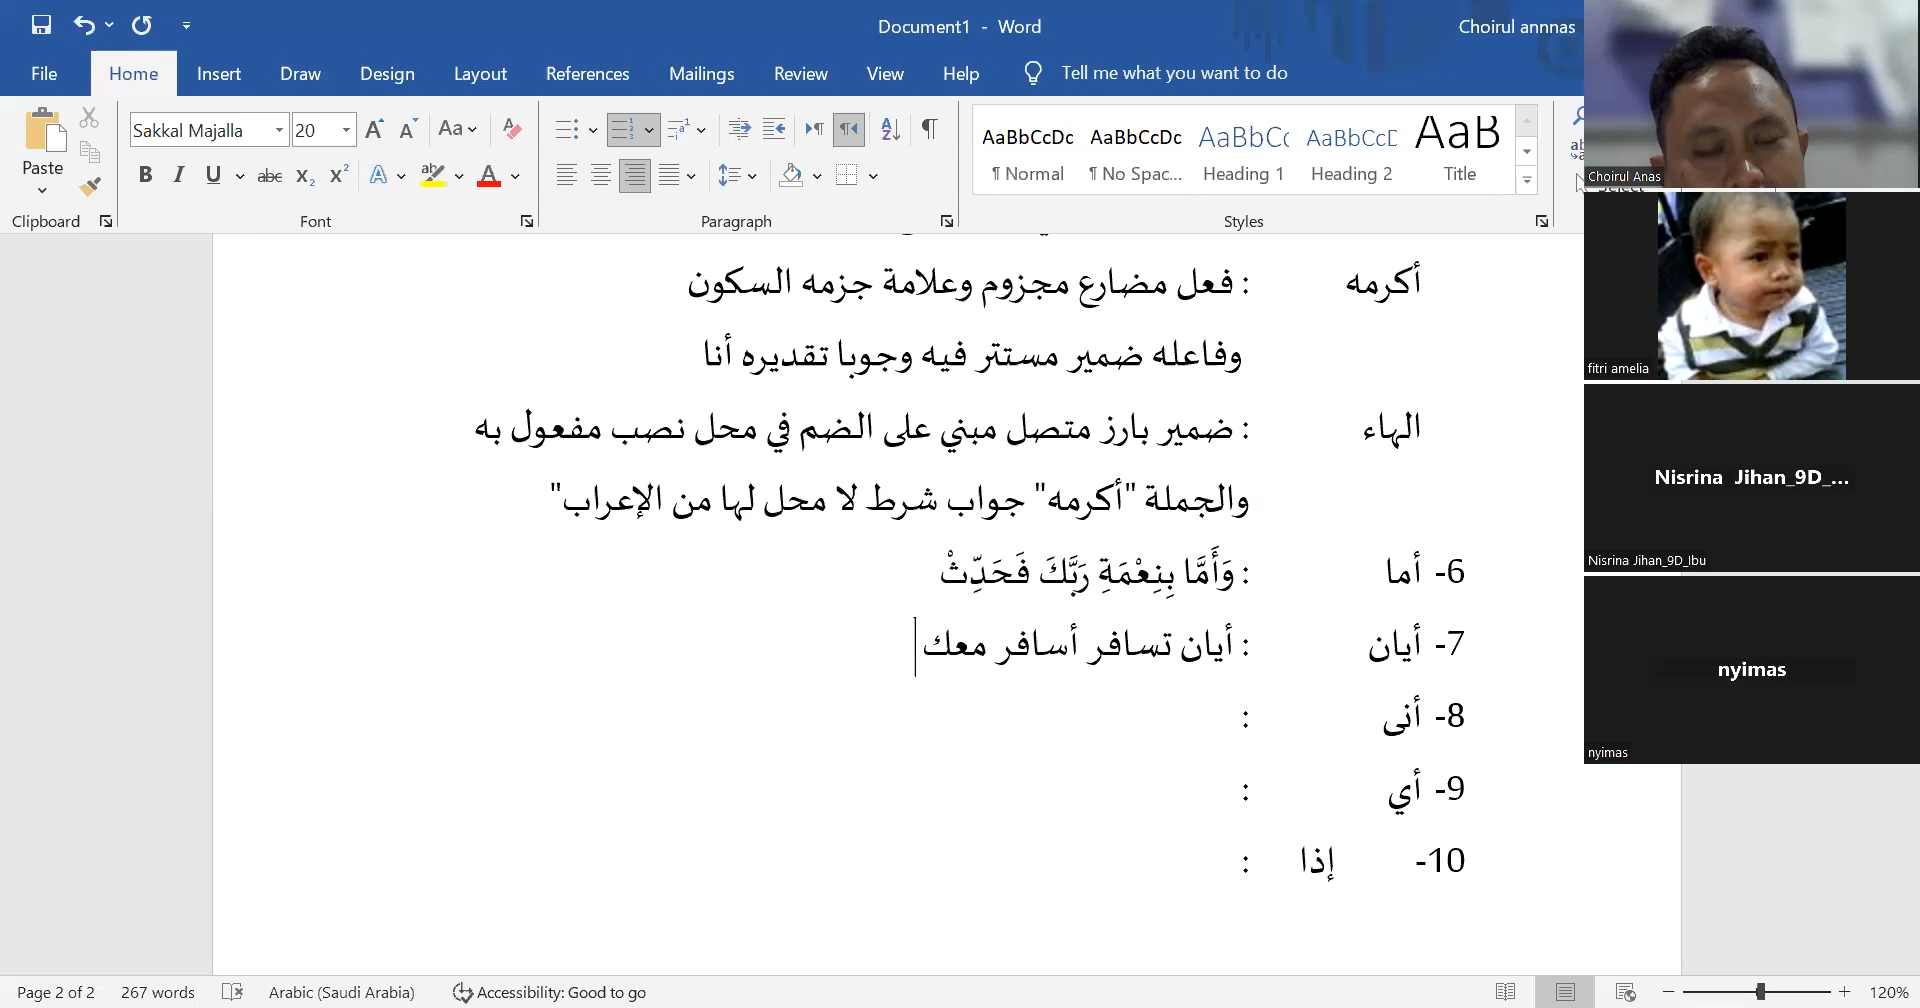 Document1 - Word
Choirul annnas
File Home Insert Draw Design Layout References Mailings Review View Help Tell me what you want to do
Paste
Sakkal Majalla 20
Aa
B I U abc x₂ x² A A
AaBbCcDc AaBbCcDc AaBbCc AaBbCcD AaB
¶ Normal ¶ No Spac... Heading 1 Heading 2 Title
Clipboard Font Paragraph Styles
أكرمه : فعل مضارع مجزوم وعلامة جزمه السكون
وفاعله ضمير مستتر فيه وجوبا تقديره أنا
الهاء : ضمير بارز متصل مبني على الضم في محل نصب مفعول به
والجملة "أكرمه" جواب شرط لا محل لها من الإعراب"
6- أما : وَأَمَّا بِنِعْمَةِ رَبَّكَ فَحَدِّثْ
7- أيان : أيان تسافر أسافر معك
8- أنى :
9- أي :
10- إذا :
Choirul Anas
fitri amelia
Nisrina Jihan_9D_...
Nisrina Jihan_9D_Ibu
nyimas
nyimas
Page 2 of 2 267 words Arabic (Saudi Arabia) Accessibility: Good to go 120%